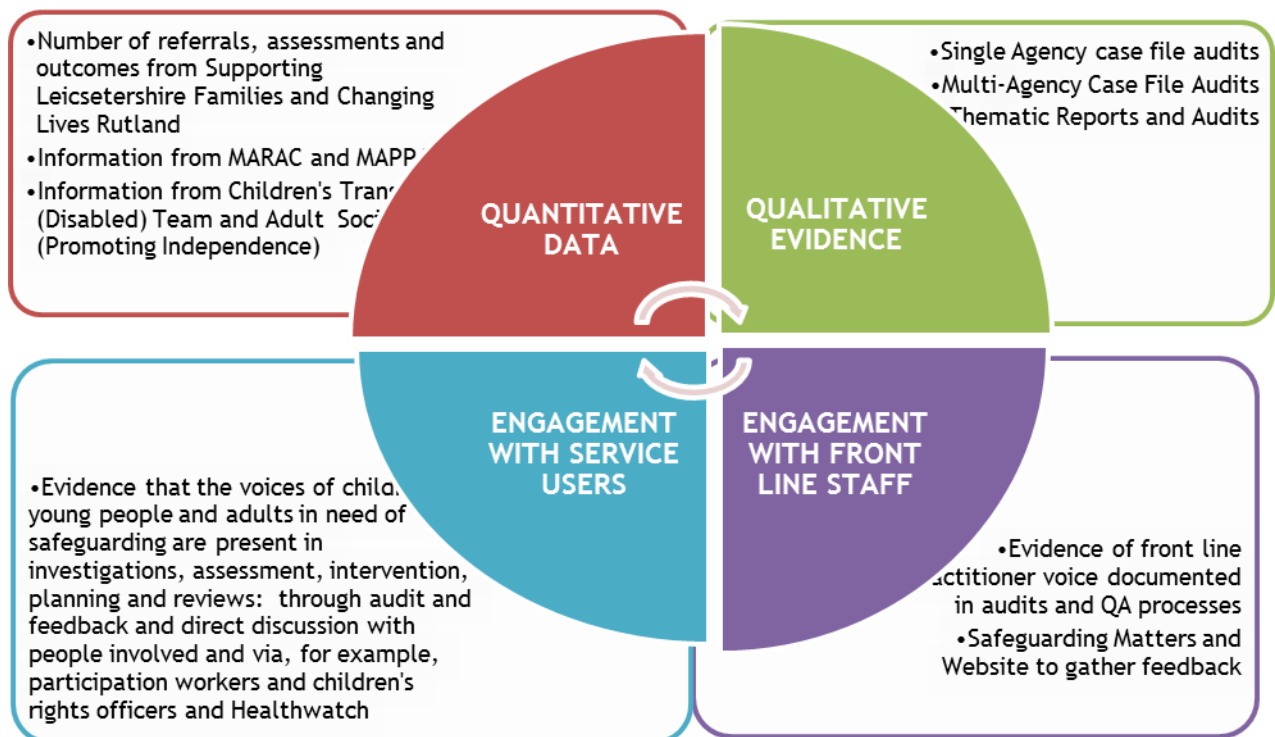 •Number of referrals, assessments and
outcomes from Supporting
Leicsetershire Families and Changing
Lives Rutland
•Information from MARAC and MAPP
•Information from Children's
(Disabled) Team and Adult
(Promoting Independence)
QUANTITATIVE
DATA
•Single Agency case file audits
•Multi-Agency Case File Audits
Thematic Reports and Audits
QUALITATIVE
EVIDENCE
•Evidence that the voices of
young people and adults in need of
safeguarding are present in
investigations, assessment, intervention,
planning and reviews: through audit and
feedback and direct discussion with
people involved and via, for example,
participation workers and children's
rights officers and Healthwatch
ENGAGEMENT
WITH SERVICE
USERS
ENGAGEMENT
WITH FRONT
LINE STAFF
•Evidence of front line
voice documented
in audits and QA processes
•Safeguarding Matters and
Website to gather feedback